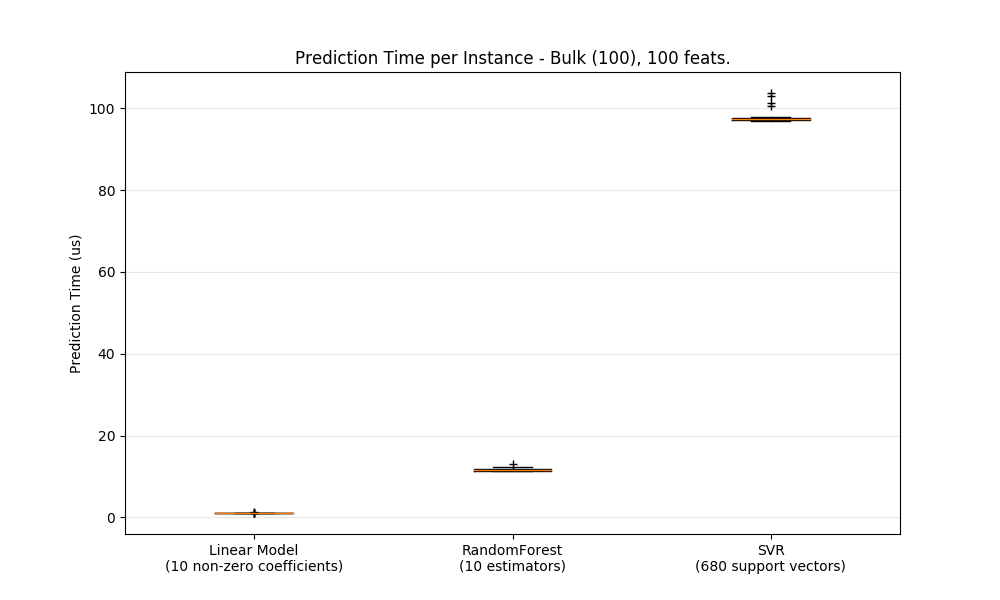 Prediction Time per Instance - Bulk (100), 100 feats.
Prediction Time (us)
100
80
60
40
20
0
Linear Model
(10 non-zero coefficients)
RandomForest
(10 estimators)
SVR
(680 support vectors)